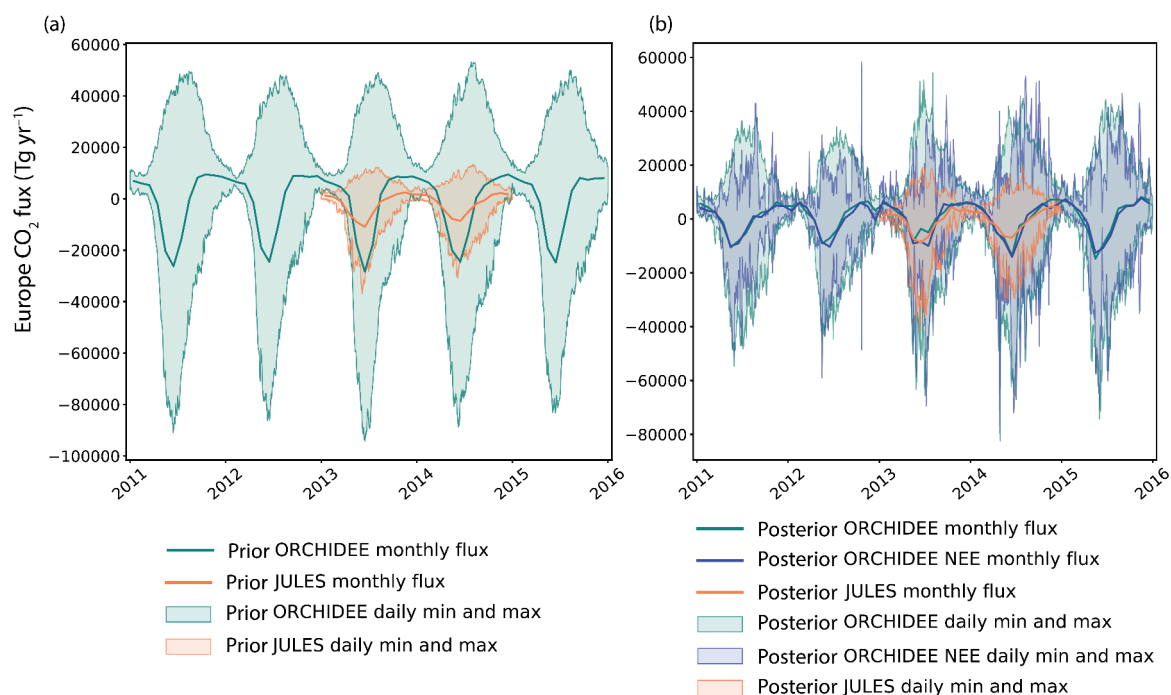 (a)
(b)
Europe CO2 fux (Tg yr−1)
60000
40000
20000
0
−20000
−40000
−60000
−80000
−100000
2011
2012
2013
2014
2015
2016
60000
40000
20000
0
−20000
−40000
−60000
−80000
2011
2012
2013
2014
2015
2016
Prior ORCHIDEE monthly flux
Prior JULES monthly flux
Prior ORCHIDEE daily min and max
Prior JULES daily min and max
Posterior ORCHIDEE monthly flux
Posterior ORCHIDEE NEE monthly flux
Posterior JULES monthly flux
Posterior ORCHIDEE daily min and max
Posterior ORCHIDEE NEE daily min and max
Posterior JULES daily min and max